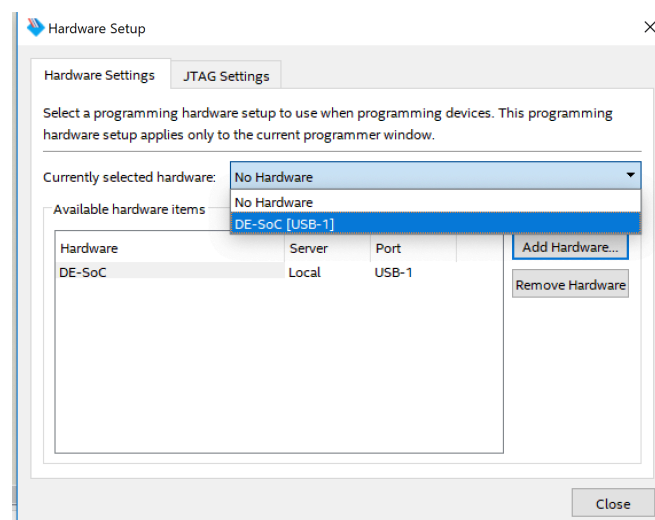 Hardware Setup
Hardware Settings
JTAG Settings
Select a programming hardware setup to use when programming devices. This programming
hardware setup applies only to the current programmer window.
Currently selected hardware:
No Hardware
No Hardware
DE-SoC [USB-1]
Available hardware items
Hardware
Server
Port
DE-SoC
Local
USB-1
Add Hardware...
Remove Hardware
Close